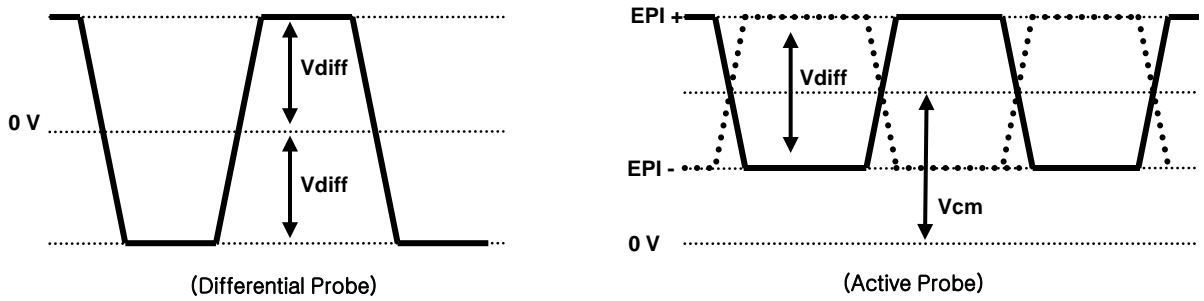 0 V
Vdiff
Vdiff
(Differential Probe)
EPI +
Vdiff
EPI -
Vcm
0 V
(Active Probe)